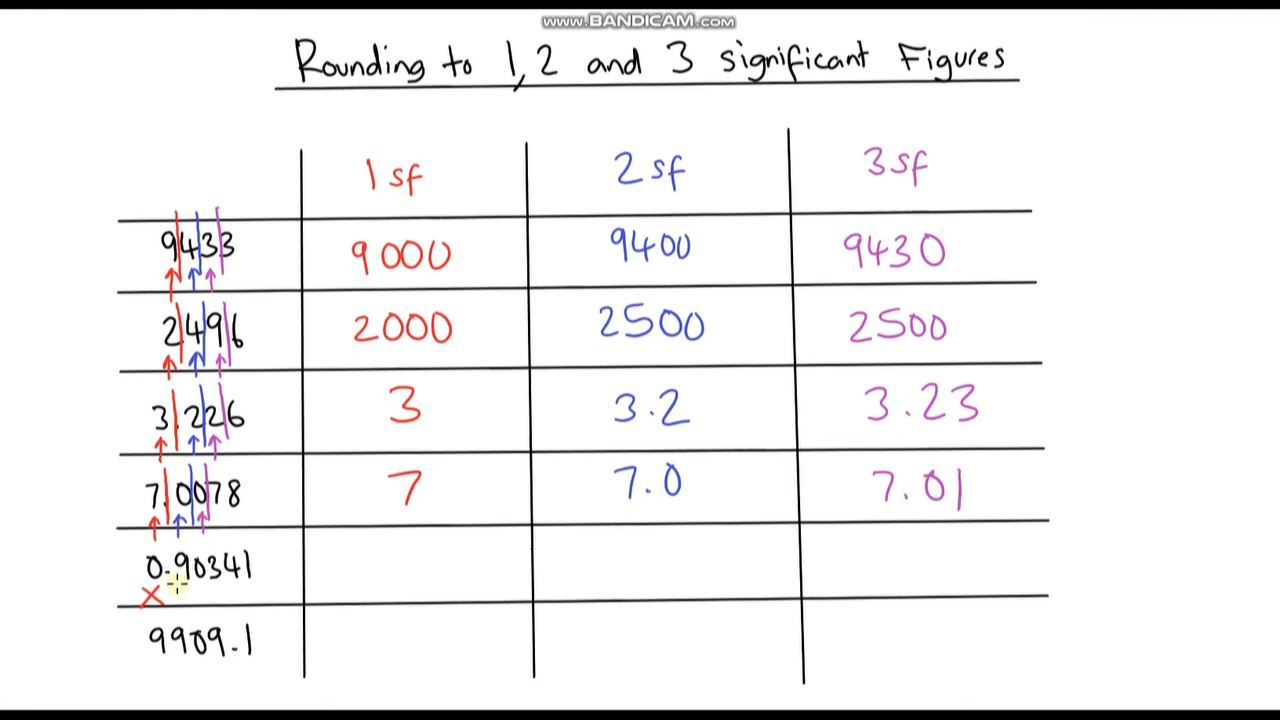 www.BANDICAM.com
Rounding to 1,2 and 3 significant Figures
1 sf 2 sf 3 sf
9433 9000 9400 9430
2496 2000 2500 2500
3.226 3 3.2 3.23
7.0078 7 7.0 7.01
0.90341
x
9909.1